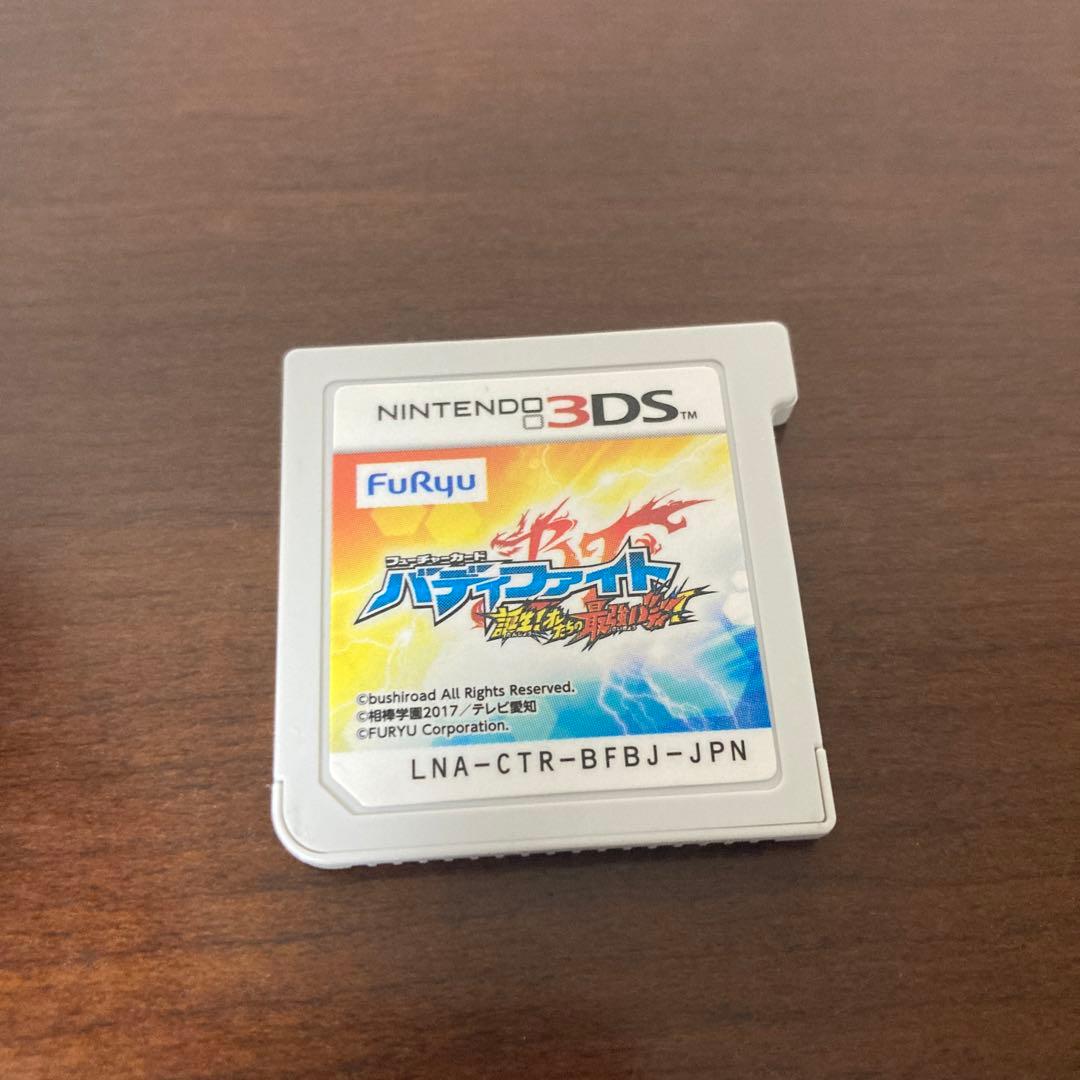 NINTENDO 3DS™
FuRyu
フューチャーカード
バディファイト
誕生!オレたちの最強バディ!
©bushiroad All Rights Reserved.
©相棒学園2017／テレビ愛知
©FURYU Corporation.
LNA-CTR-BFBJ-JPN